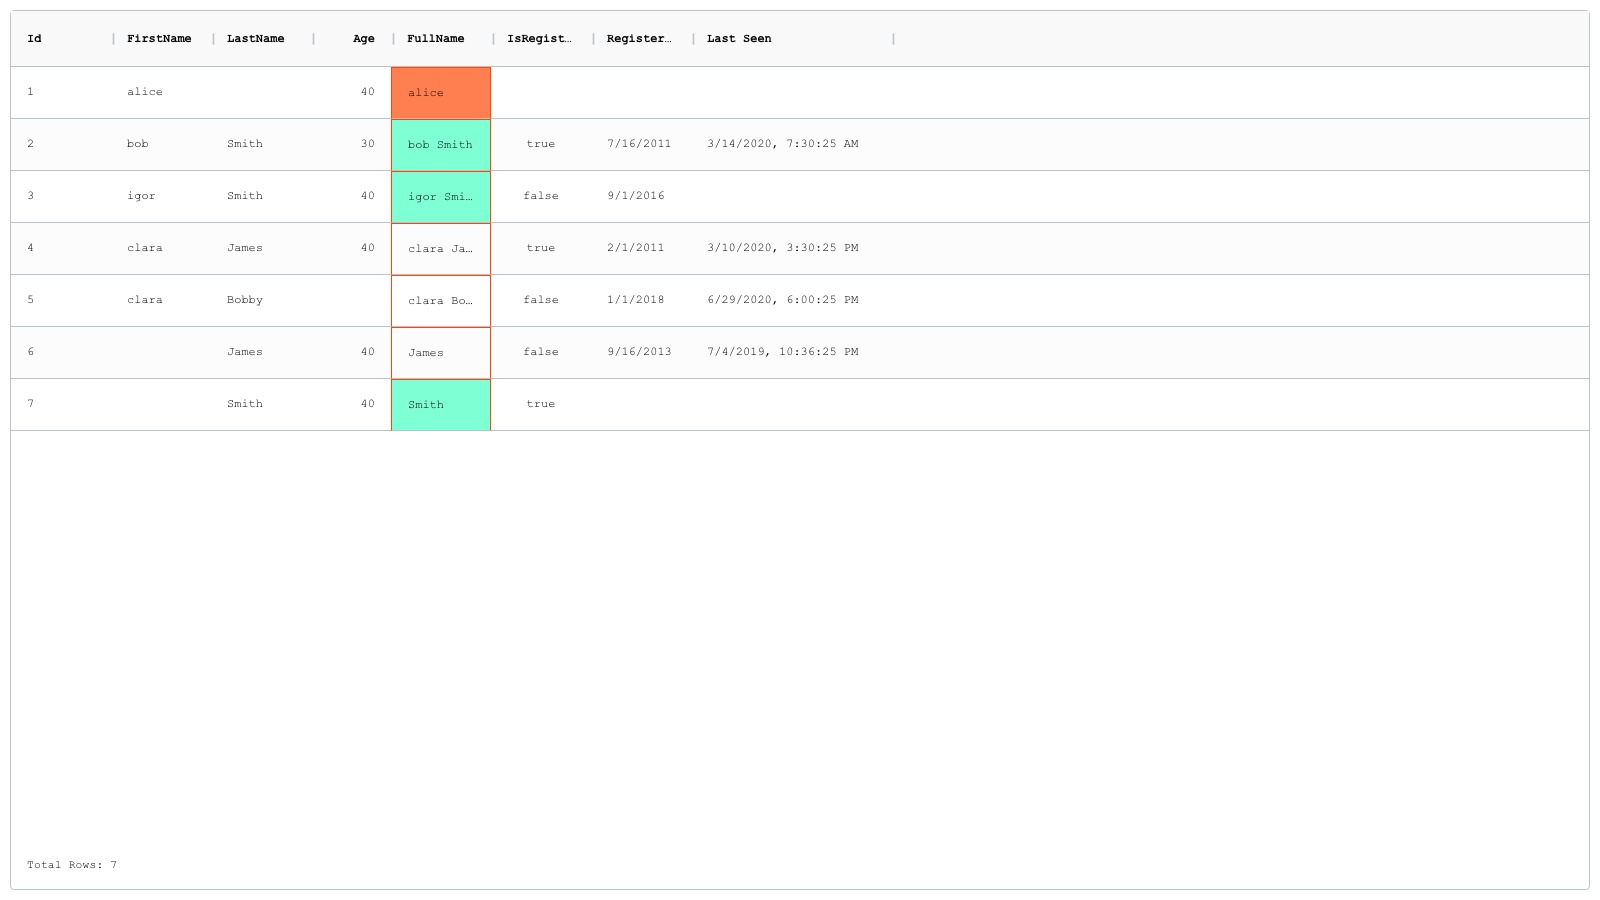 Id FirstName LastName Age FullName IsRegist… Register… Last Seen
1 alice 40 alice
2 bob Smith 30 bob Smith true 7/16/2011 3/14/2020, 7:30:25 AM
3 igor Smith 40 igor Smi… false 9/1/2016
4 clara James 40 clara Ja… true 2/1/2011 3/10/2020, 3:30:25 PM
5 clara Bobby clara Bo… false 1/1/2018 6/29/2020, 6:00:25 PM
6 James 40 James false 9/16/2013 7/4/2019, 10:36:25 PM
7 Smith 40 Smith true
Total Rows: 7